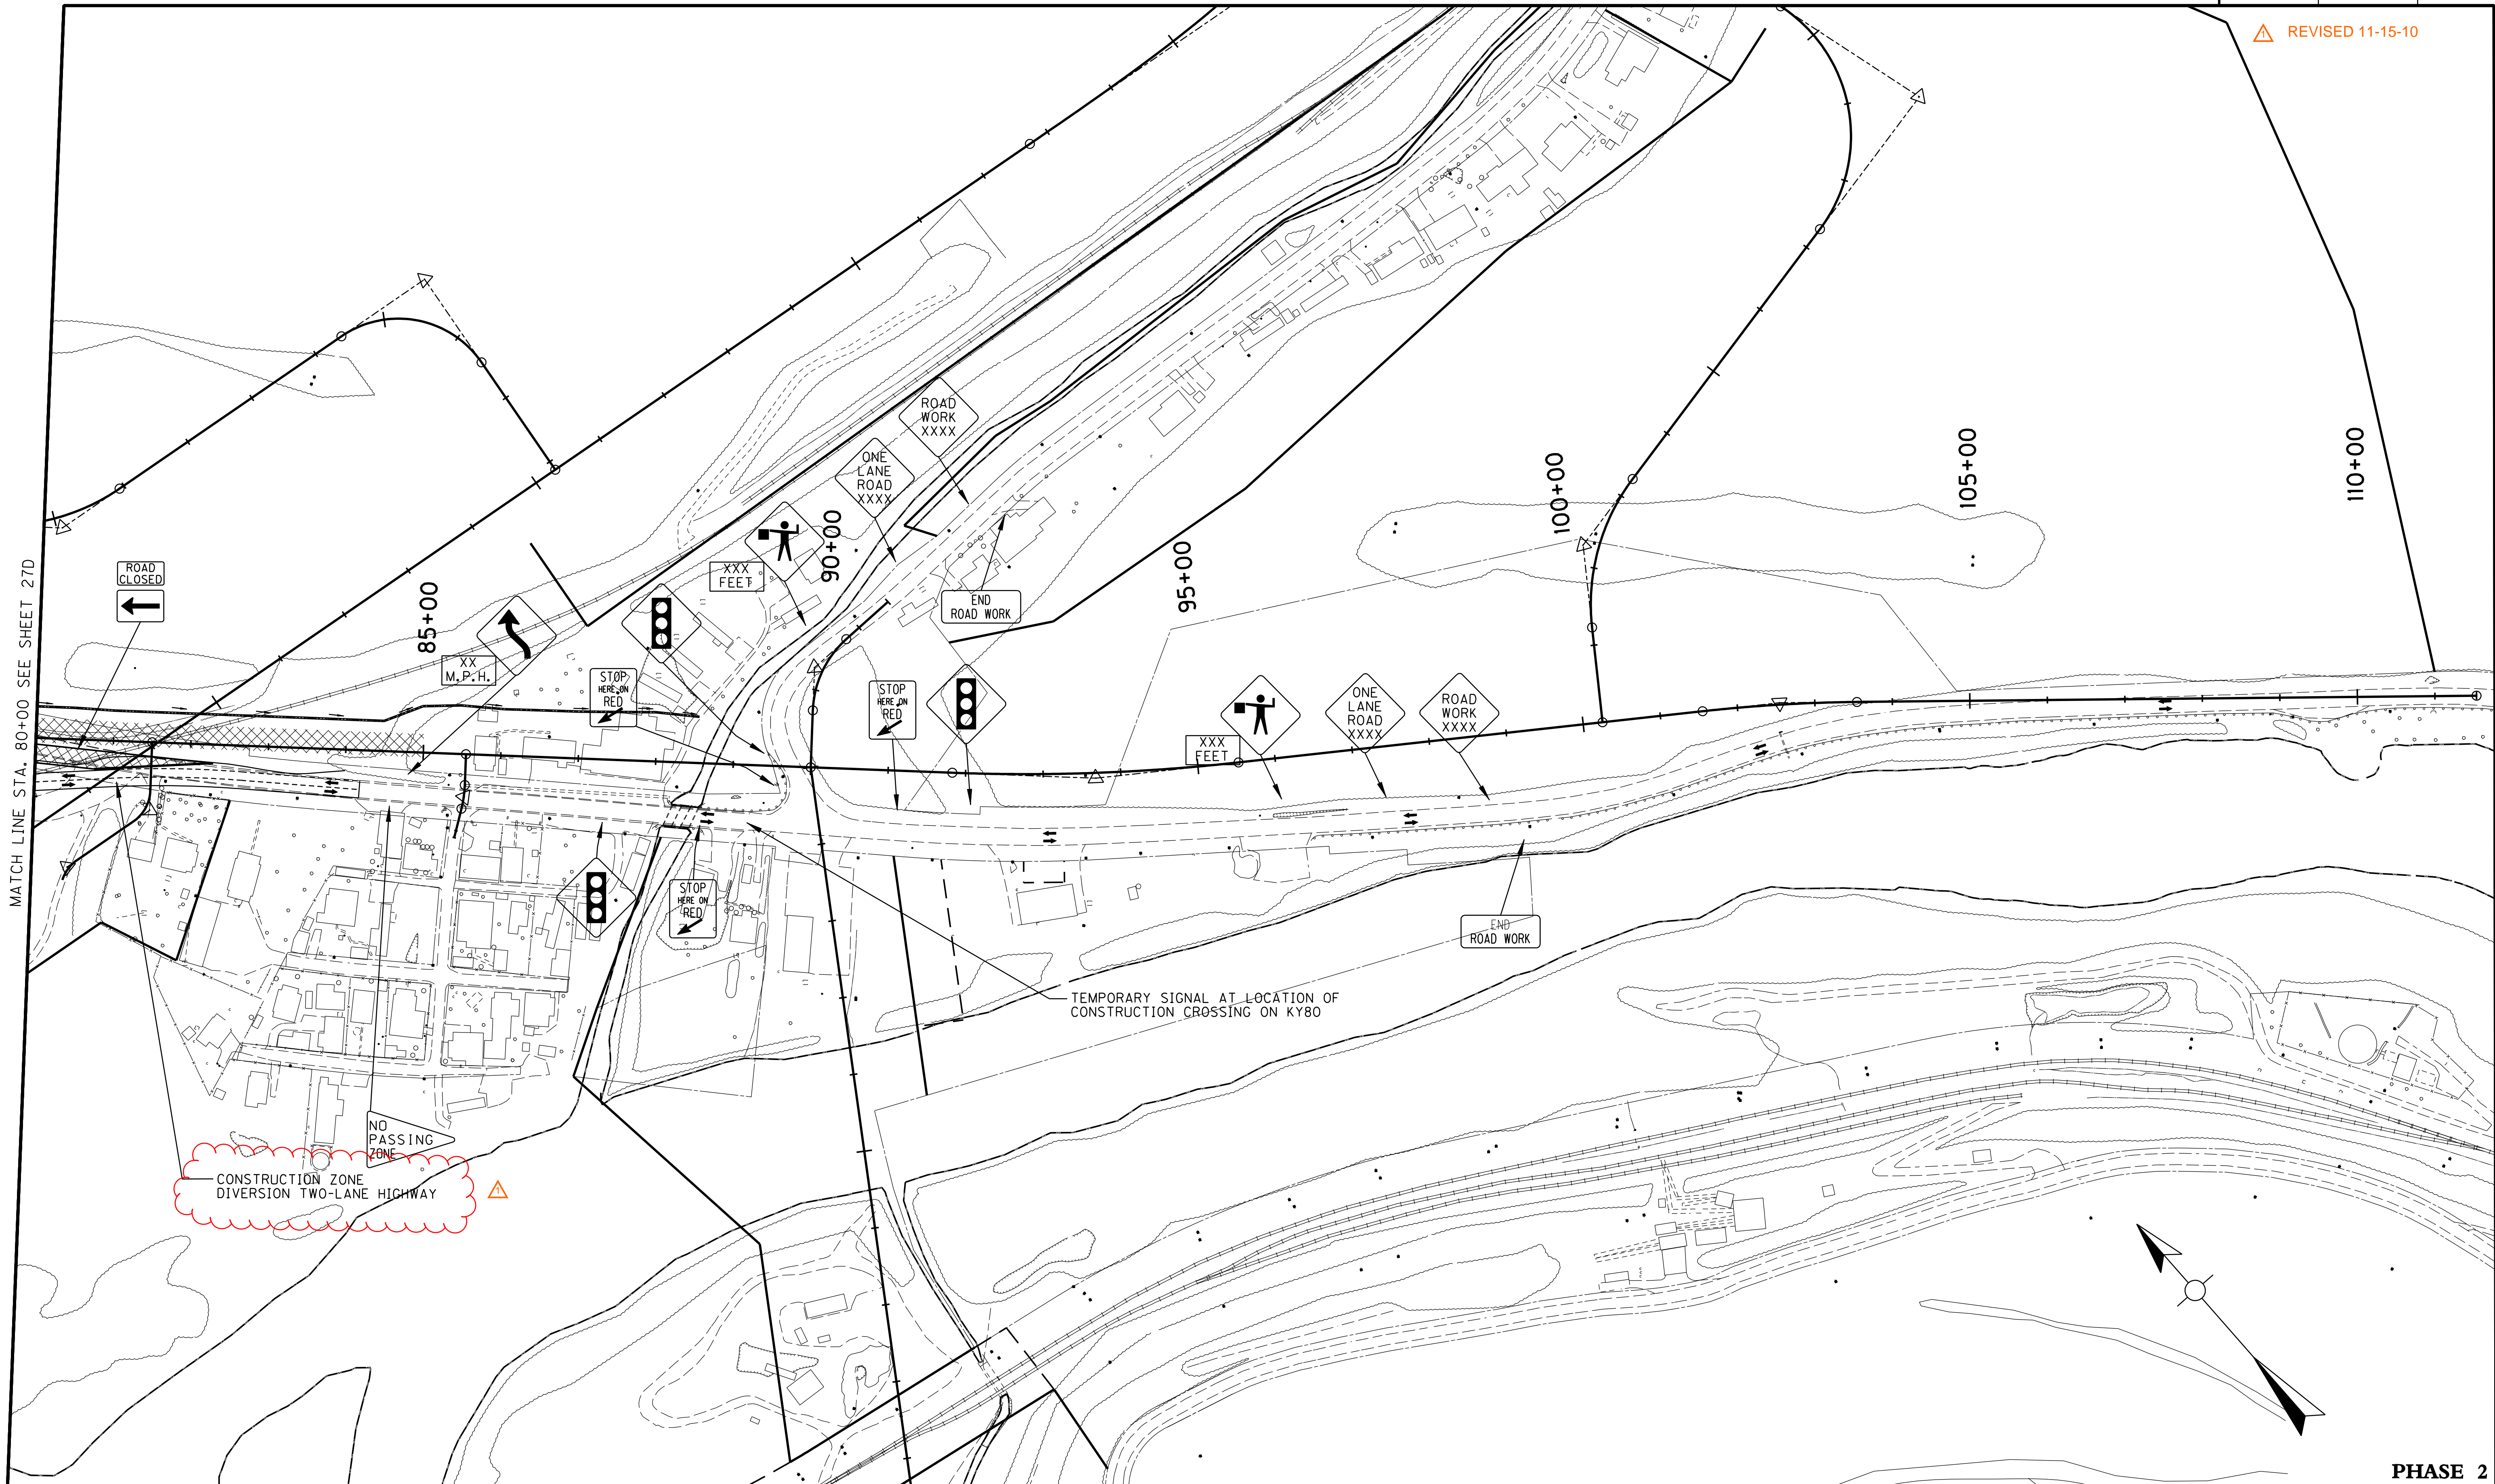 REVISED 11-15-10
1
MATCH LINE STA. 80+00 SEE SHEET 27D
ROAD
CLOSED
85+00
XX
M.P.H.
STOP
HERE ON
RED
XXX
FEET
90+00
ONE
LANE
ROAD
XXXX
ROAD
WORK
XXXX
END
ROAD WORK
STOP
HERE ON
RED
95+00
XXX
FEET
ONE
LANE
ROAD
XXXX
ROAD
WORK
XXXX
100+00
105+00
110+00
STOP
HERE ON
RED
END
ROAD WORK
TEMPORARY SIGNAL AT LOCATION OF
CONSTRUCTION CROSSING ON KY80
NO
PASSING
ZONE
CONSTRUCTION ZONE
DIVERSION TWO-LANE HIGHWAY
1
PHASE 2